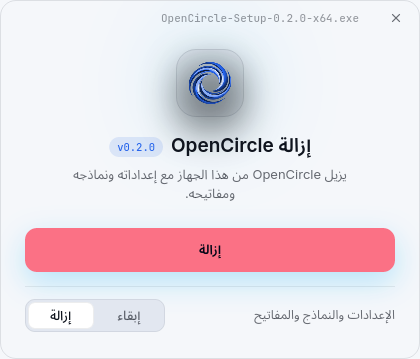 OpenCircle-Setup-0.2.0-x64.exe
إزالة OpenCircle v0.2.0
يزيل OpenCircle من هذا الجهاز مع إعداداته ونماذجه
ومفاتيحه.
إزالة
الإعدادات والنماذج والمفاتيح
إبقاء
إزالة